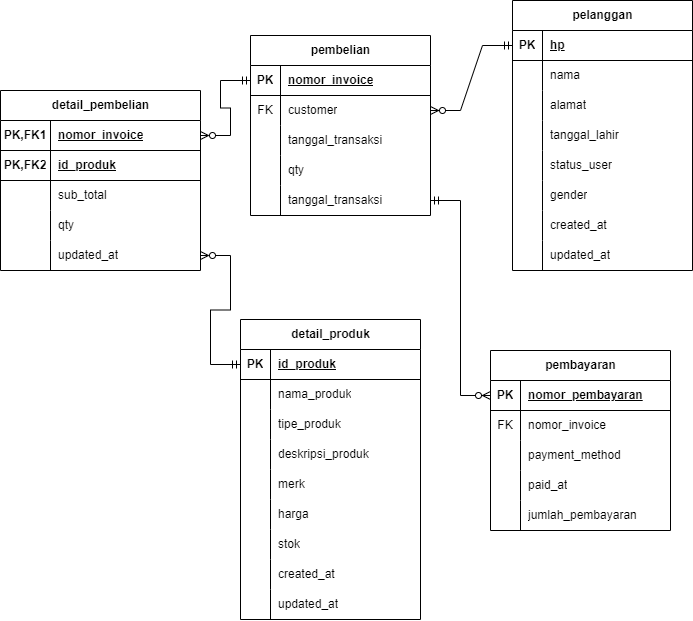 pelanggan
PK hp
nama
alamat
tanggal_lahir
status_user
gender
created_at
updated_at
pembelian
PK nomor_invoice
FK customer
tanggal_transaksi
qty
tanggal_transaksi
detail_pembelian
PK,FK1 nomor_invoice
PK,FK2 id_produk
sub_total
qty
updated_at
detail_produk
PK id_produk
nama_produk
tipe_produk
deskripsi_produk
merk
harga
stok
created_at
updated_at
pembayaran
PK nomor_pembayaran
FK nomor_invoice
payment_method
paid_at
jumlah_pembayaran